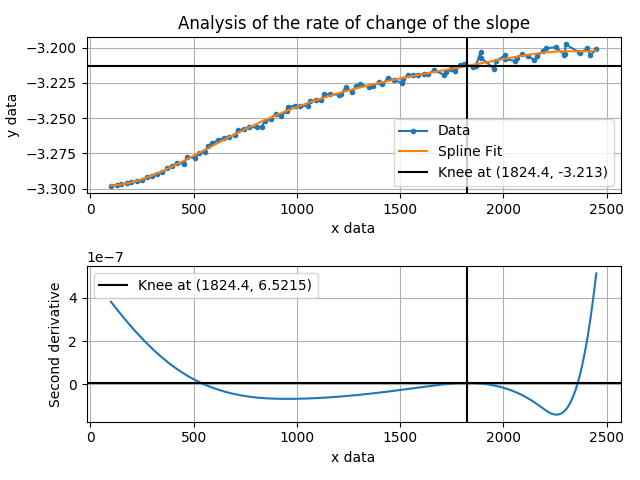 Analysis of the rate of change of the slope
y data
−3.200
−3.225
−3.250
−3.275
−3.300
Data
Spline Fit
Knee at (1824.4, -3.213)
0 500 1000 1500 2000 2500
x data
1e−7
Second derivative
Knee at (1824.4, 6.5215)
4
2
0
0 500 1000 1500 2000 2500
x data